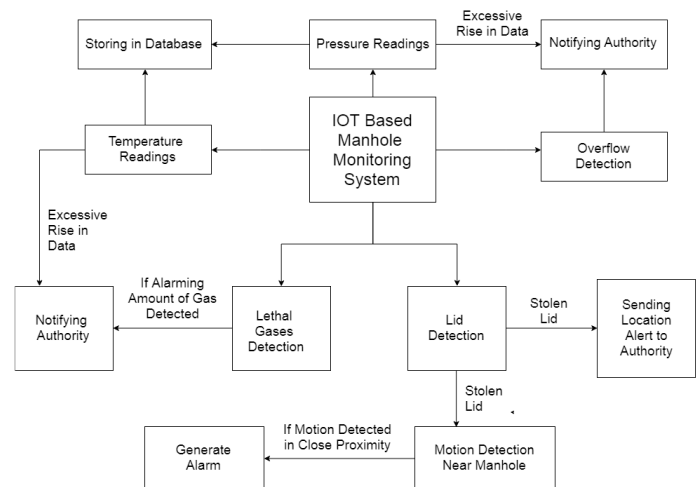 Excessive
Rise in Data
Storing in Database
Pressure Readings
Notifying Authority
IOT Based
Manhole
Monitoring
System
Temperature
Readings
Overflow
Detection
Excessive
Rise in
Data
If Alarming
Amount of Gas
Detected
Notifying
Authority
Lethal
Gases
Detection
Lid
Detection
Stolen
Lid
Sending
Location
Alert to
Authority
Stolen
Lid
If Motion Detected
in Close Proximity
Generate
Alarm
Motion Detection
Near Manhole